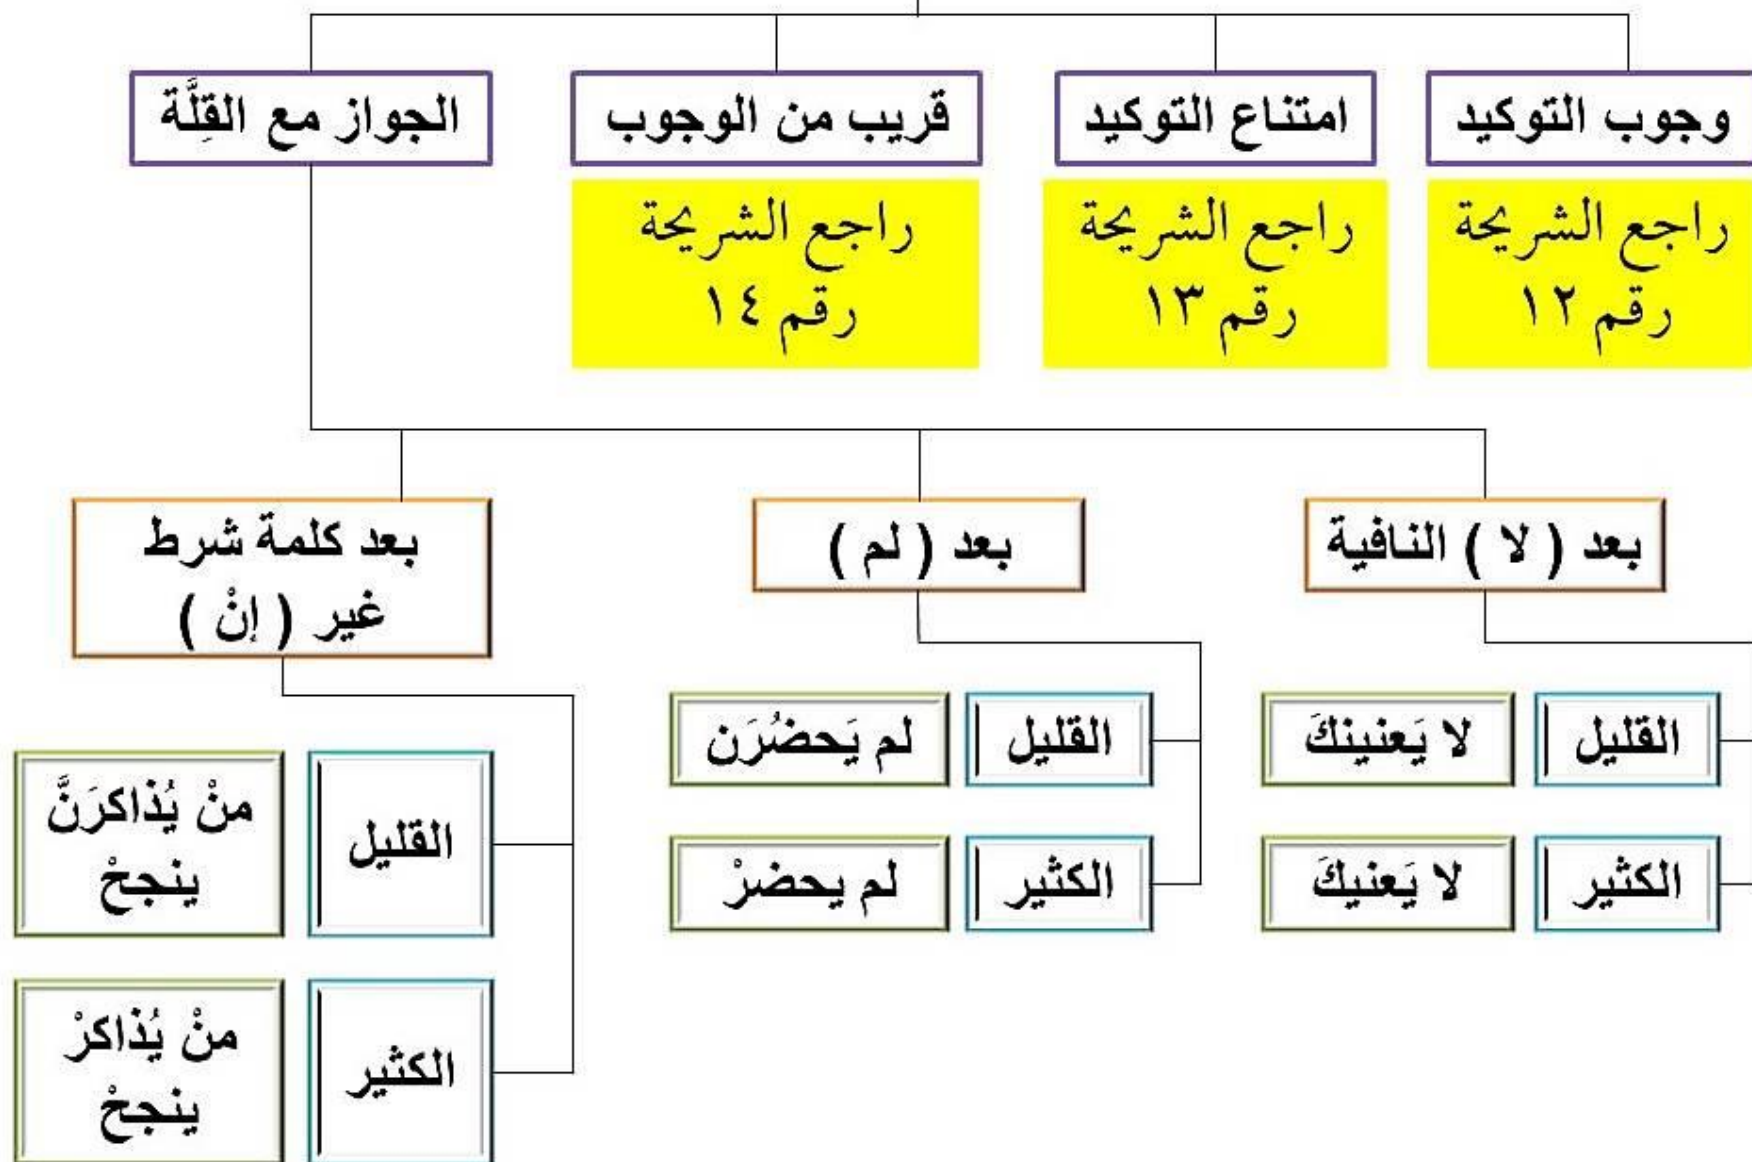 وجوب التوكيد
امتناع التوكيد
قريب من الوجوب
الجواز مع القِلَّة
راجع الشريحة
رقم ١٢
راجع الشريحة
رقم ١٣
راجع الشريحة
رقم ١٤
بعد ( لا ) النافية
بعد ( لم )
بعد كلمة شرط
غير ( إنْ )
القليل
لا يَعنينكَ
الكثير
لا يَعنيكَ
القليل
لم يَحضُرَن
الكثير
لم يحضرْ
القليل
منْ يُذاكرَنَّ
ينجحْ
الكثير
منْ يُذاكرْ
ينجحْ